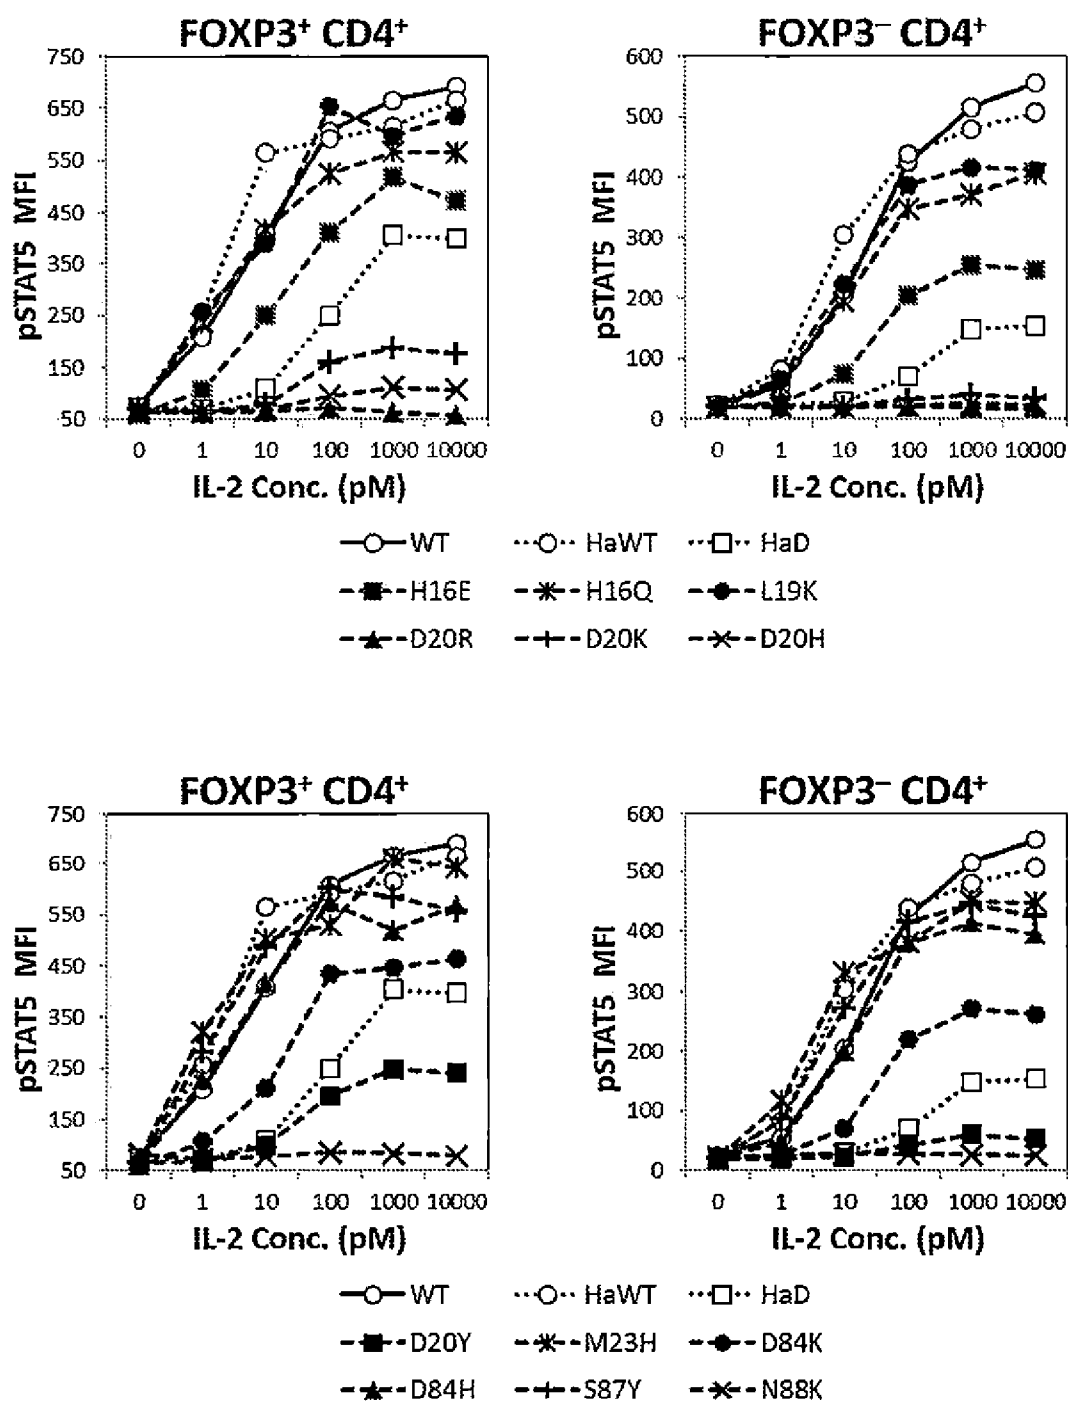 FOXP3⁺ CD4⁺
750
650
550
450
350
250
150
50
pSTAT5 MFI
0 1 10 100 1000 10000
IL-2 Conc. (pM)
FOXP3⁻ CD4⁺
600
500
400
300
200
100
0
pSTAT5 MFI
0 1 10 100 1000 10000
IL-2 Conc. (pM)
WT HaWT HaD
H16E H16Q L19K
D20R D20K D20H
FOXP3⁺ CD4⁺
750
650
550
450
350
250
150
50
pSTAT5 MFI
0 1 10 100 1000 10000
IL-2 Conc. (pM)
FOXP3⁻ CD4⁺
600
500
400
300
200
100
0
pSTAT5 MFI
0 1 10 100 1000 10000
IL-2 Conc. (pM)
WT HaWT HaD
D20Y M23H D84K
D84H S87Y N88K